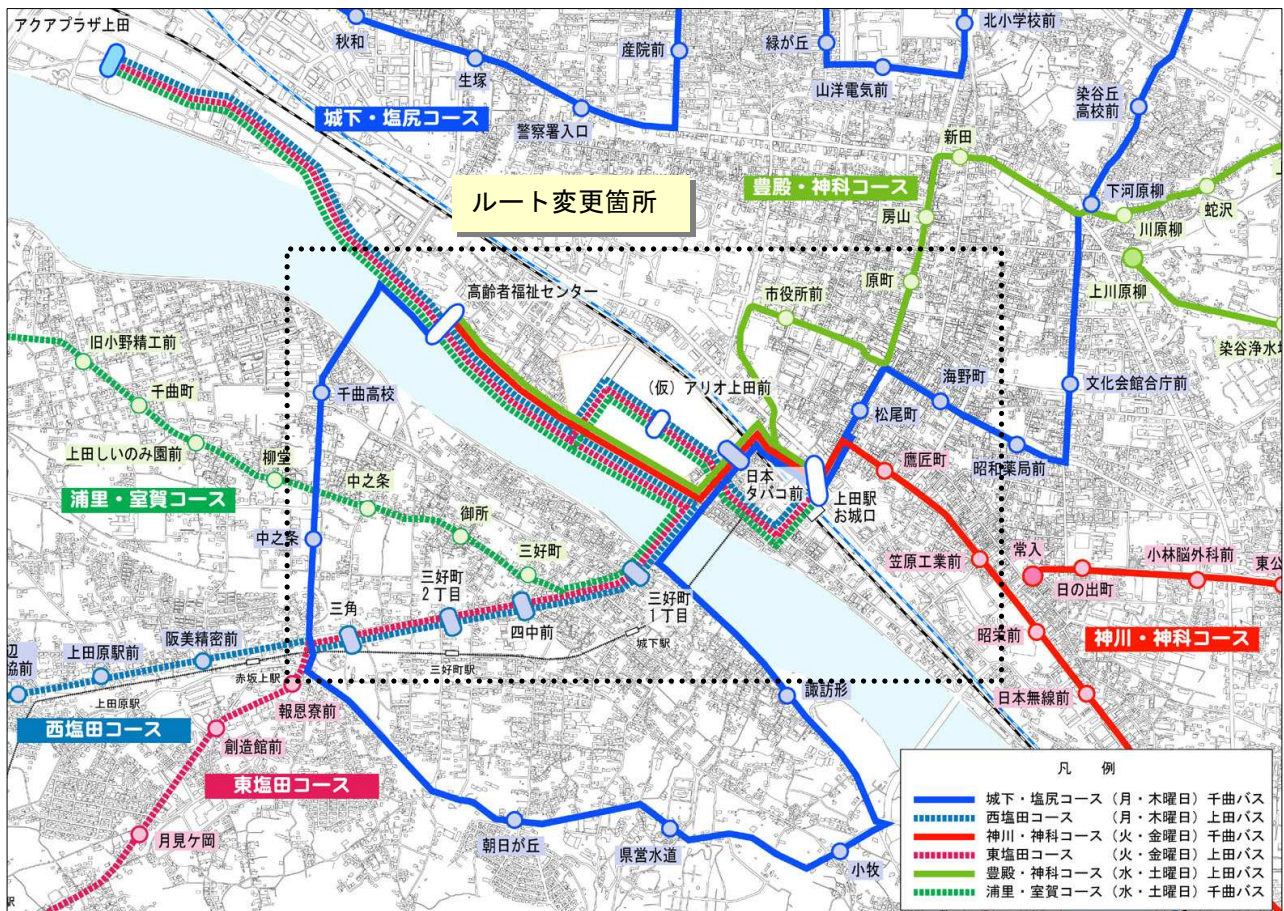 アクアプラザ上田
秋和
生塚
産院前
緑が丘
北小学校前
山洋電気前
染谷丘
高校前
城下・塩尻コース
警察署入口
新田
ルート変更箇所
豊殿・神科コース
下河原柳
蛇沢
川原柳
房山
上川原柳
原町
市役所前
高齢者福祉センター
染谷浄水場
旧小野精工前
千曲町
千曲高校
(仮)アリオ上田前
海野町
文化会館合庁前
松尾町
上田しいのみ園前
柳堂
昭和薬局前
中之条
鷹匠町
日本
タバコ前
上田駅
お城口
浦里・室賀コース
御所
中之条
三好町
笠原工業前
常入
小林脳外科前
東公
日の出町
三好町
2丁目
三角
三好町
1丁目
四中前
昭栄前
神川・神科コース
阪美精密前
城下駅
上田原駅前
辺
協前
三好町駅
赤坂上駅
諏訪形
日本無線前
上田原駅
報恩寮前
西塩田コース
創造館前
東塩田コース
凡 例
城下・塩尻コース(月・木曜日)千曲バス
西塩田コース (月・木曜日)上田バス
神川・神科コース(火・金曜日)千曲バス
東塩田コース (火・金曜日)上田バス
豊殿・神科コース(水・土曜日)上田バス
浦里・室賀コース(水・土曜日)千曲バス
月見ケ岡
朝日が丘
県営水道
小牧
駅